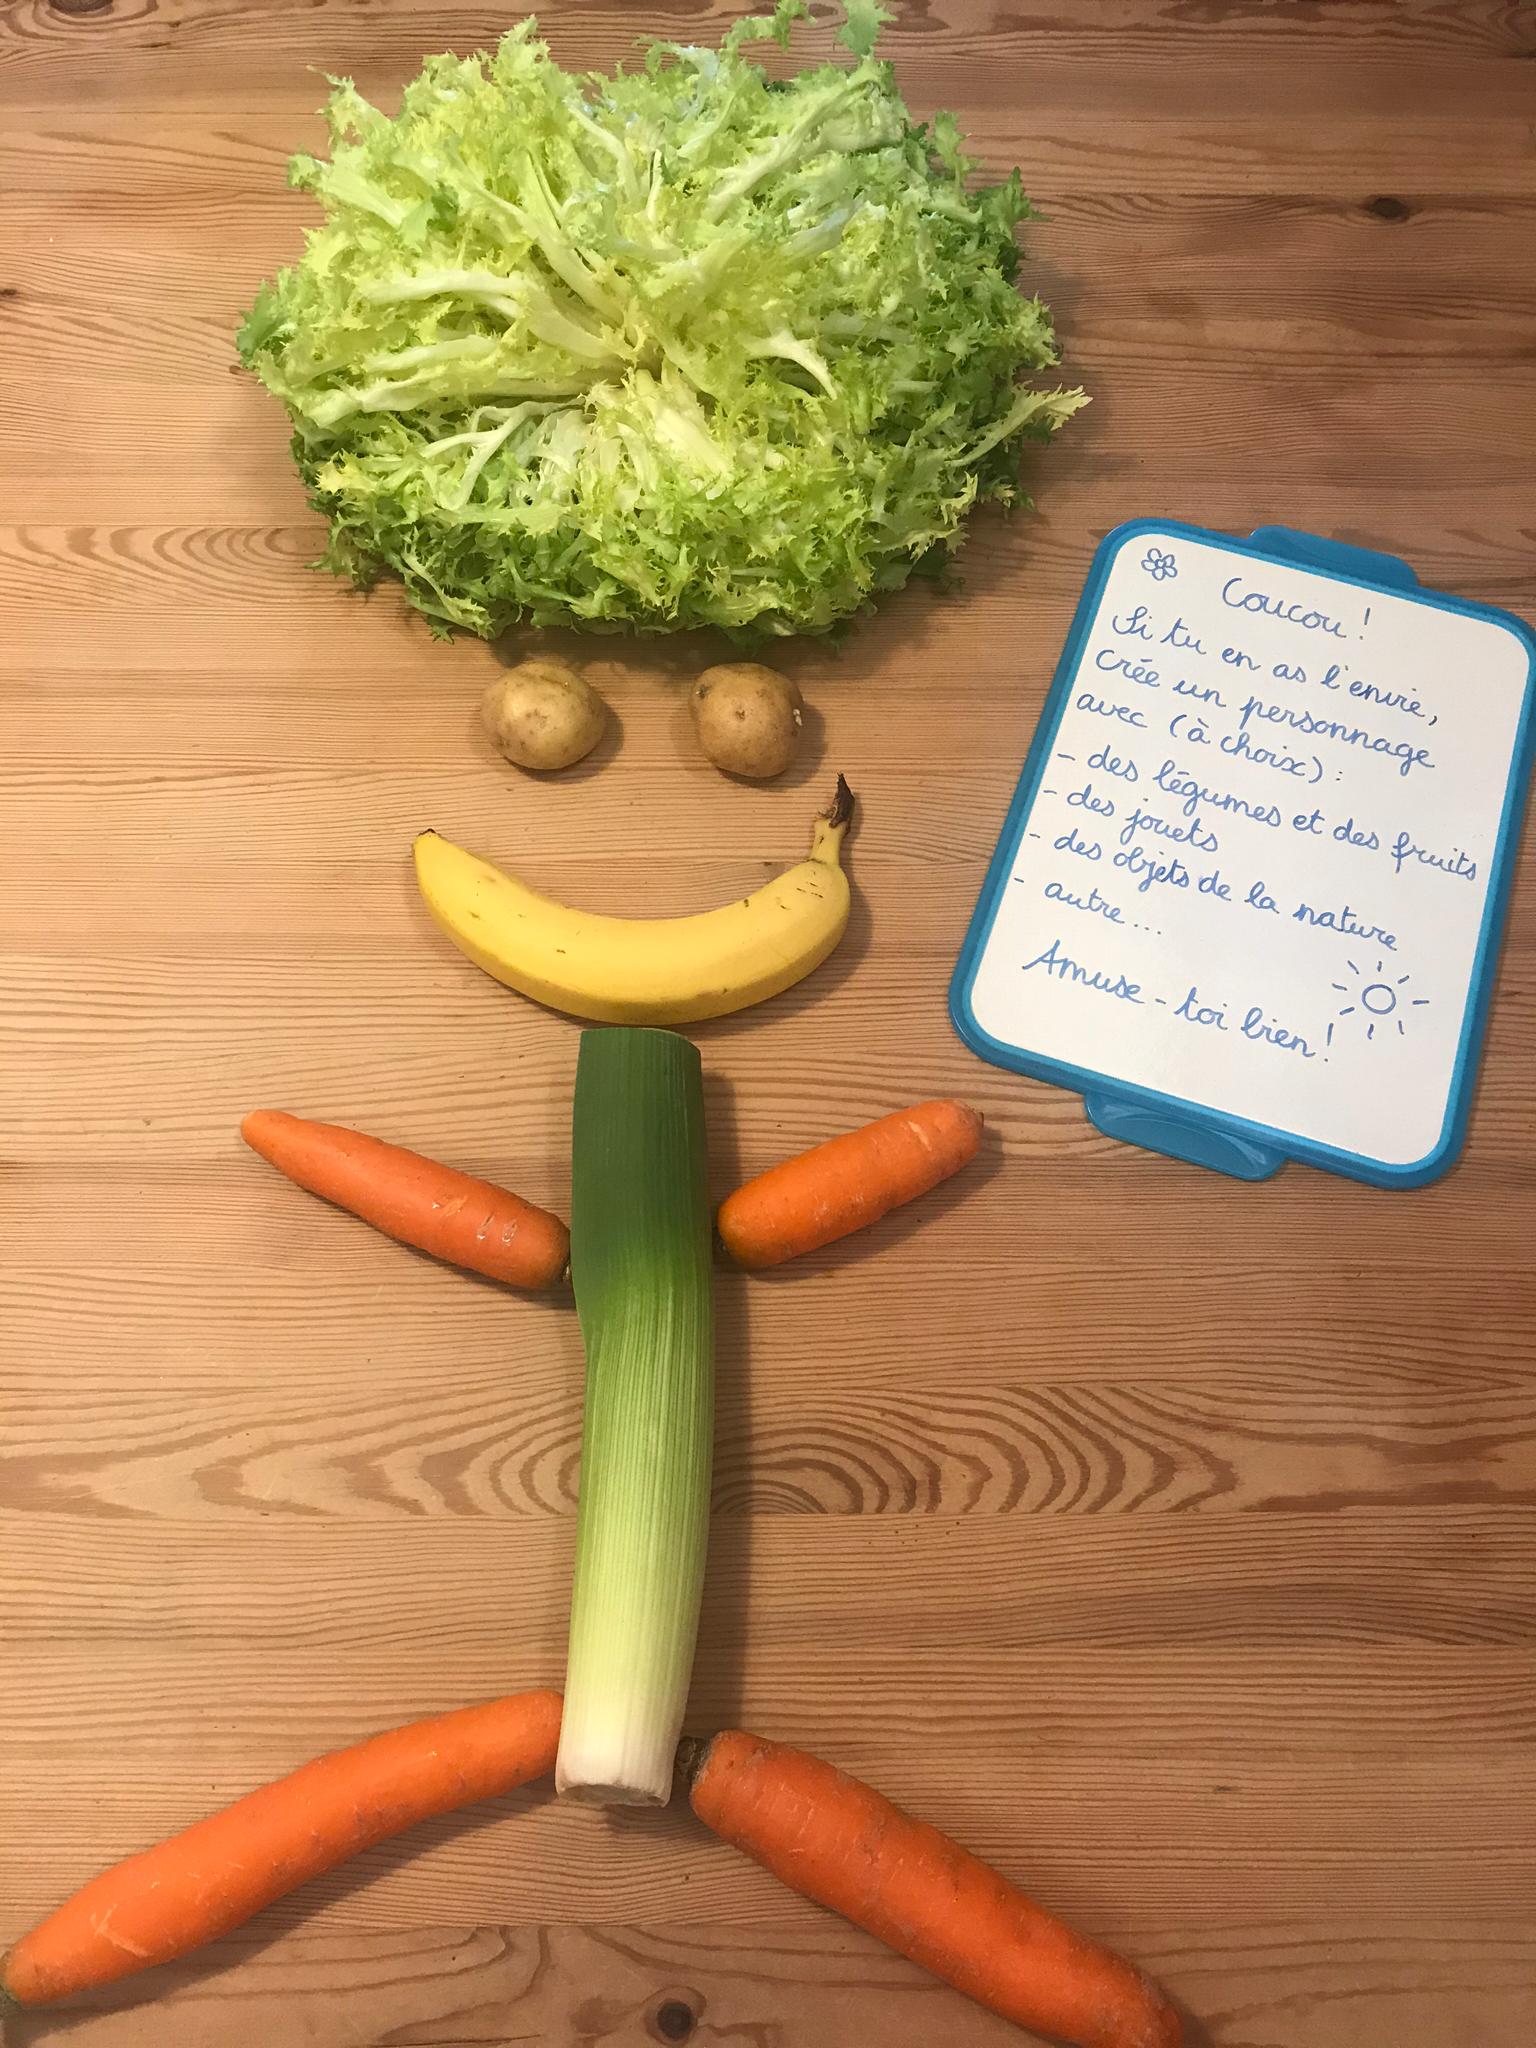 Coucou !
Si tu en as l'envie,
Crée un personnage
avec (à choix) :
- des légumes et des fruits
- des jouets
- des objets de la nature
- autre...
Amuse-toi bien !